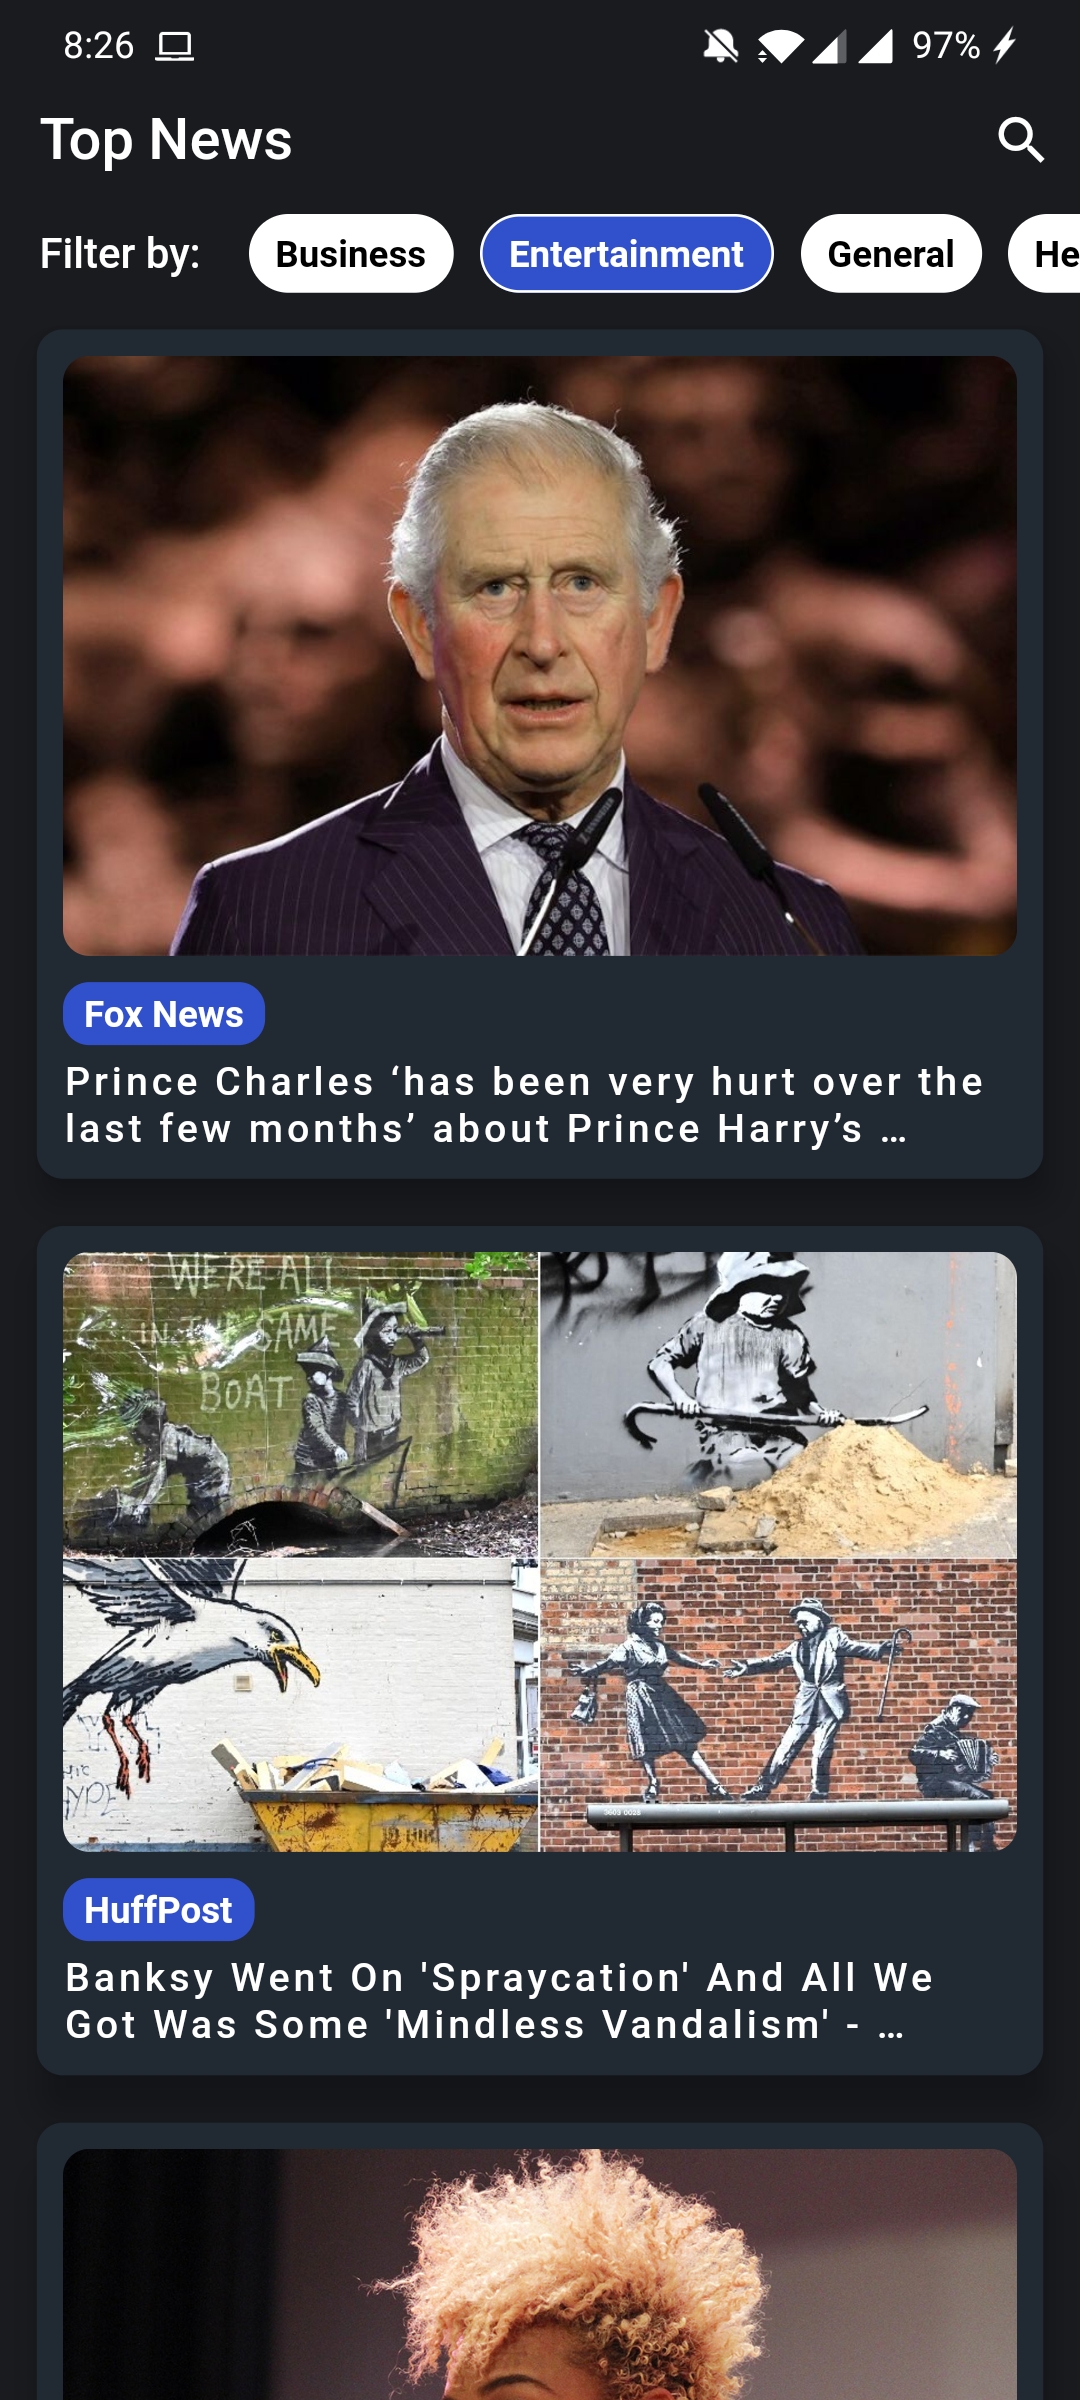 8:26 97%
Top News
Filter by: Business Entertainment General He
Fox News
Prince Charles ‘has been very hurt over the
last few months’ about Prince Harry’s …
WE'RE ALL
IN THE SAME
BOAT
HuffPost
Banksy Went On 'Spraycation' And All We
Got Was Some 'Mindless Vandalism' - …